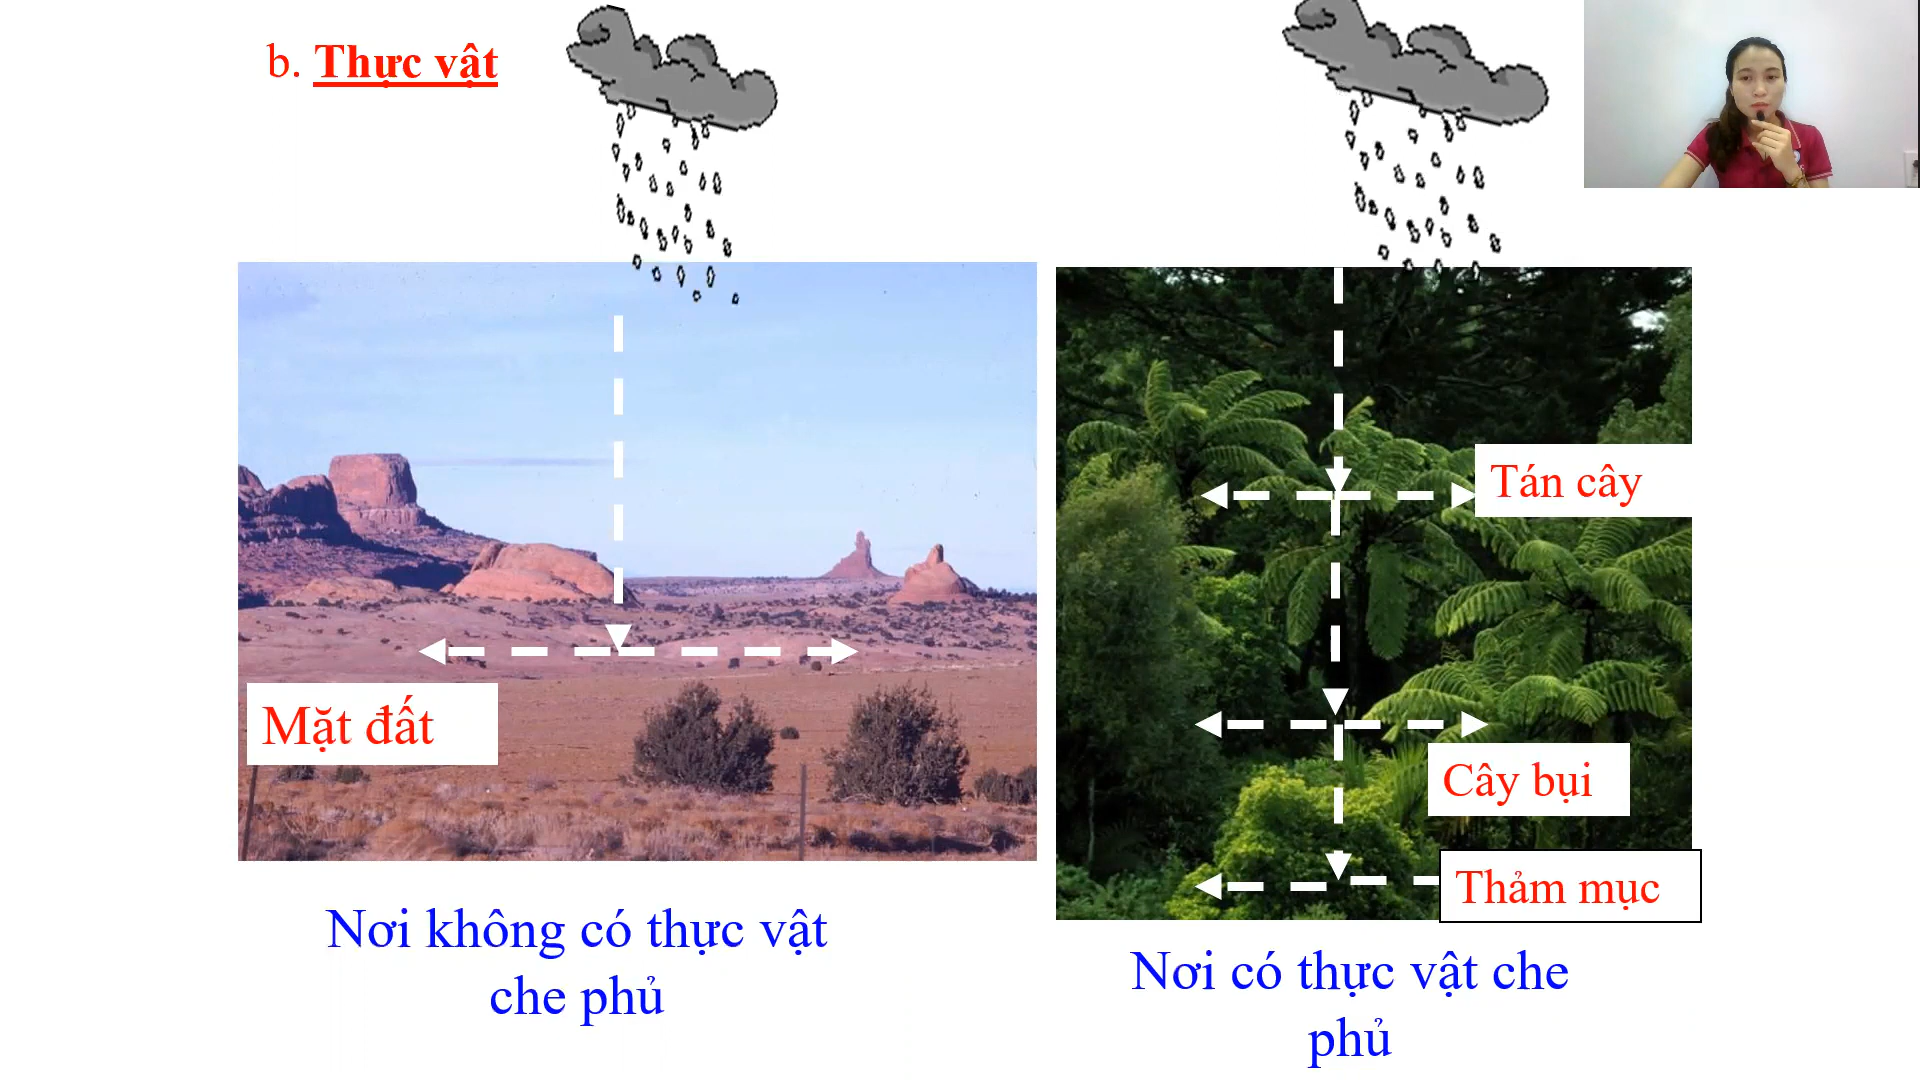 b. Thực vật
Tán cây
Mặt đất
Cây bụi
Thảm mục
Nơi không có thực vật
che phủ
Nơi có thực vật che
phủ